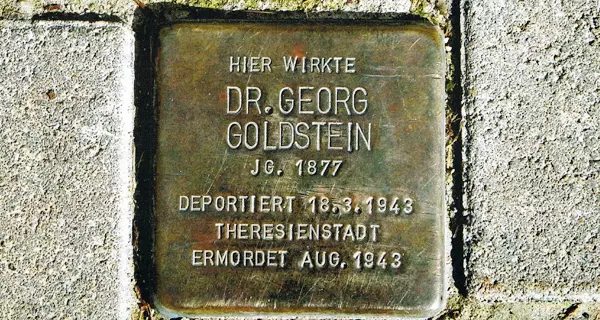 HIER WIRKTE
DR. GEORG
GOLDSTEIN
JG. 1877
DEPORTIERT 18.3.1943
THERESIENSTADT
ERMORDET AUG. 1943